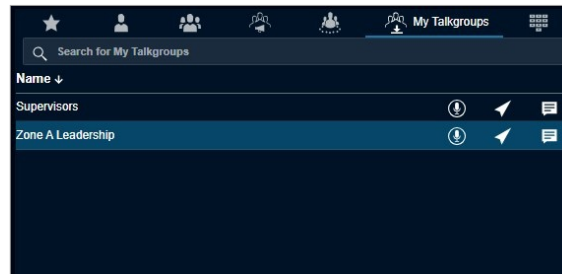 My Talkgroups
Search for My Talkgroups
Name ↓
Supervisors
Zone A Leadership